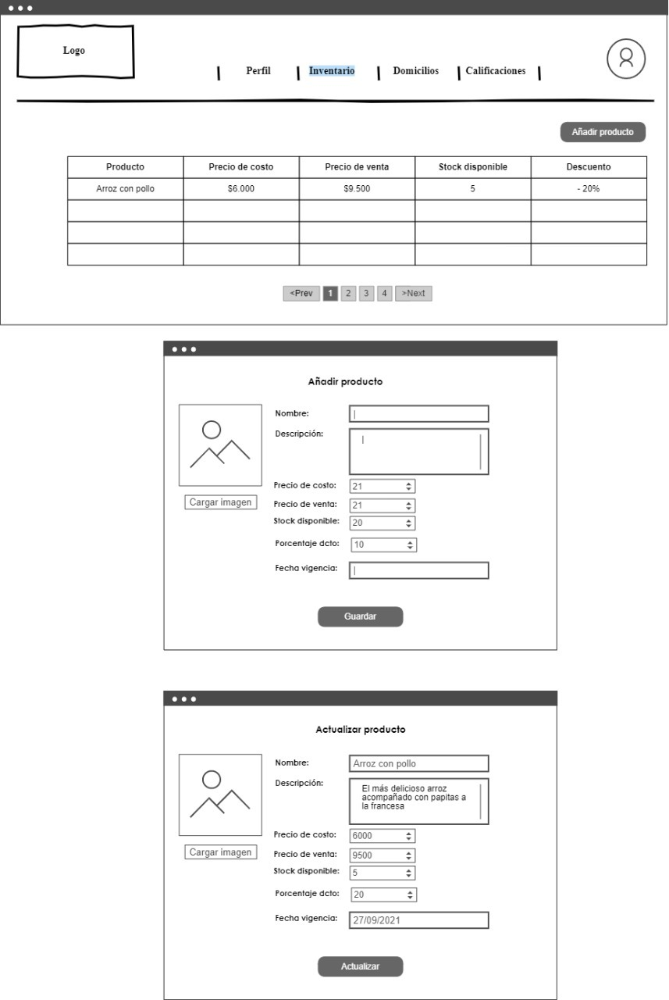 Logo
Perfil Inventario Domicilios Calificaciones
Añadir producto
Producto Precio de costo Precio de venta Stock disponible Descuento
Arroz con pollo $6.000 $9.500 5 - 20%
<Prev 1 2 3 4 >Next
Añadir producto
Nombre:
Descripción:
Precio de costo: 21
Cargar imagen
Precio de venta: 21
Stock disponible: 20
Porcentaje dcto: 10
Fecha vigencia:
Guardar
Actualizar producto
Nombre: Arroz con pollo
Descripción: El más delicioso arroz
acompañado con papitas a
la francesa
Precio de costo: 6000
Cargar imagen
Precio de venta: 9500
Stock disponible: 5
Porcentaje dcto: 20
Fecha vigencia: 27/09/2021
Actualizar